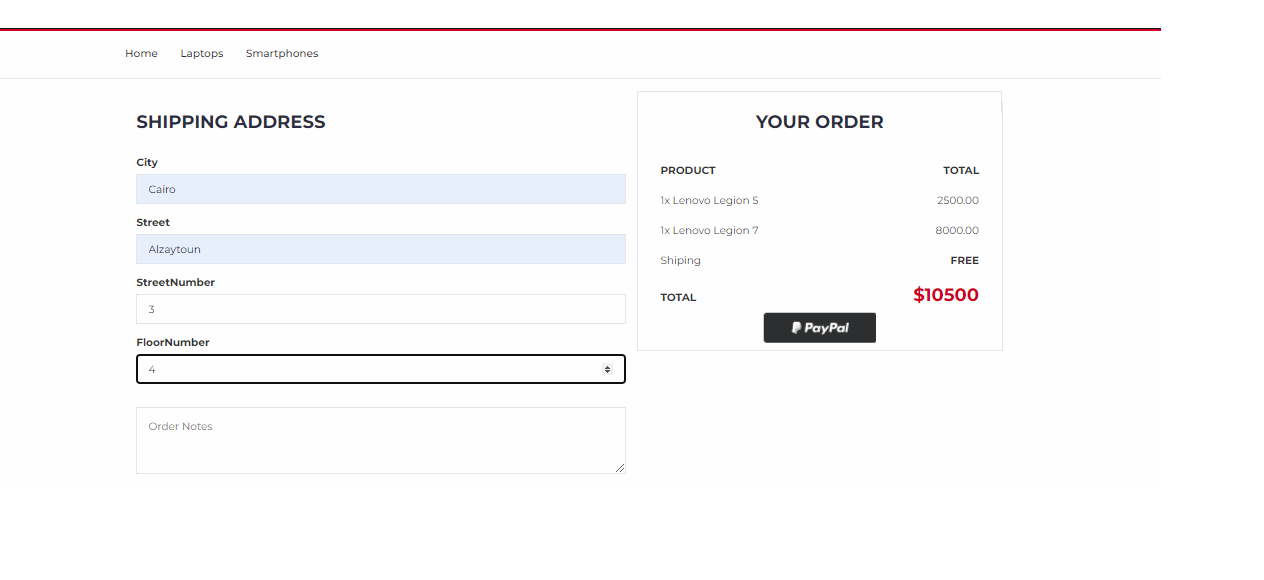 Home Laptops Smartphones
SHIPPING ADDRESS
City
Cairo
Street
Alzaytoun
StreetNumber
3
FloorNumber
4
Order Notes
YOUR ORDER
PRODUCT TOTAL
1x Lenovo Legion 5 2500.00
1x Lenovo Legion 7 8000.00
Shiping FREE
TOTAL $10500
PayPal